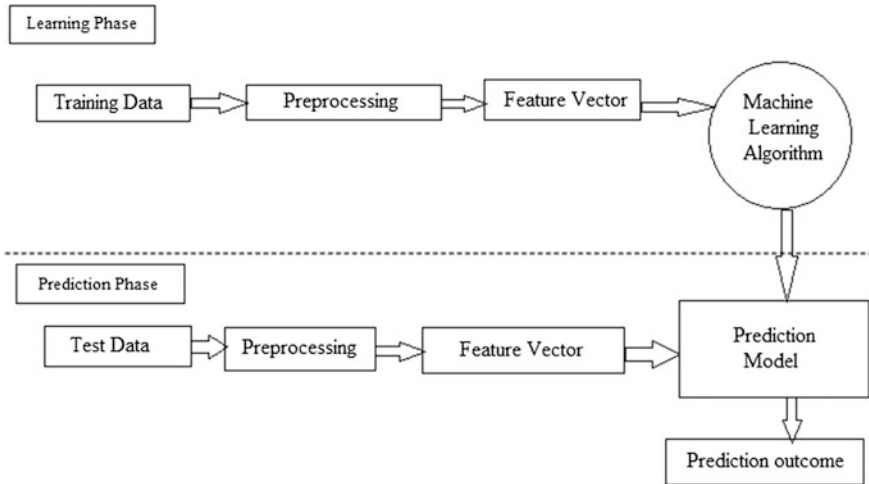 Learning Phase
Training Data
Preprocessing
Feature Vector
Machine
Learning
Algorithm
Prediction Phase
Test Data
Preprocessing
Feature Vector
Prediction
Model
Prediction outcome